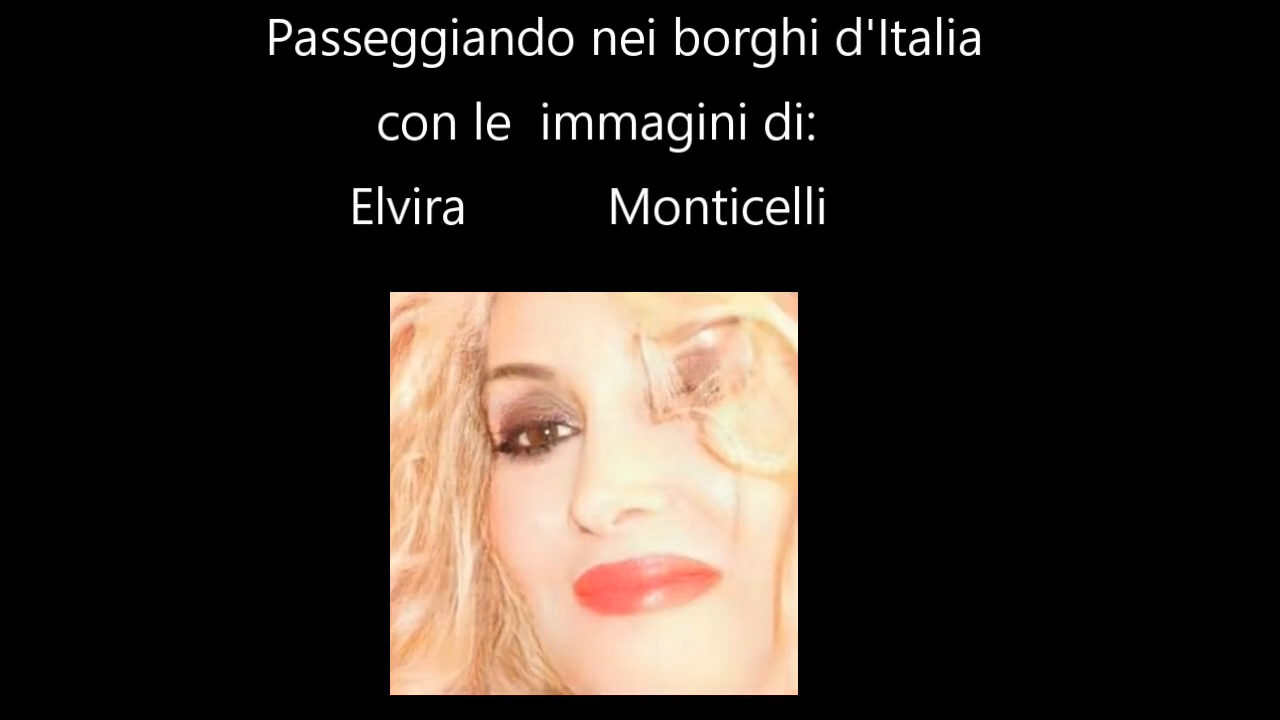 Passeggiando nei borghi d'Italia
con le immagini di:
Elvira Monticelli